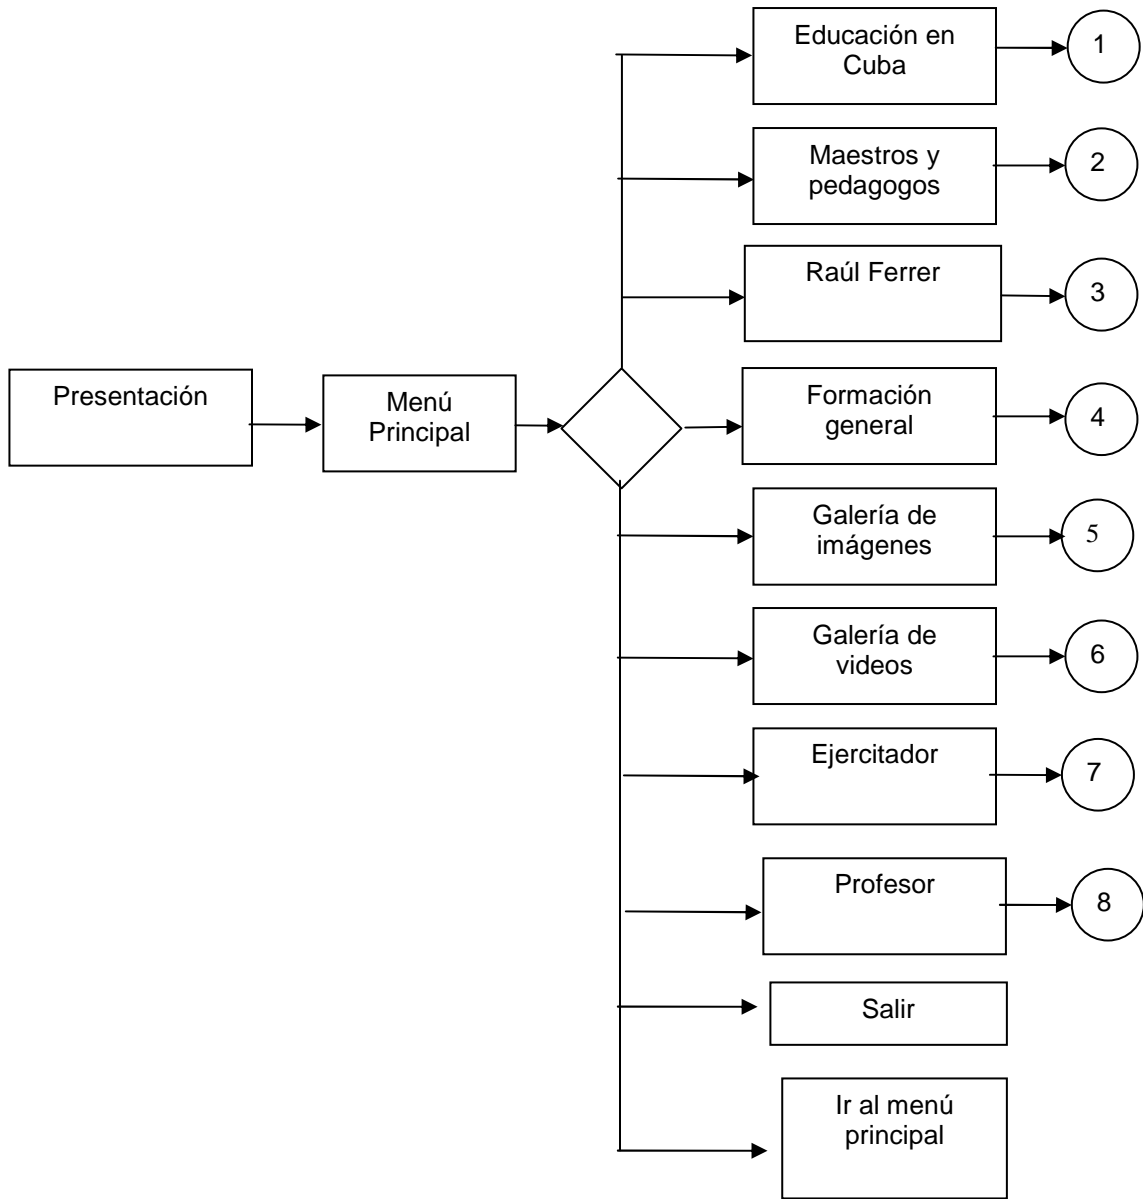 Educación en
Cuba
1
Maestros y
pedagogos
2
Raúl Ferrer
3
Presentación
Menú
Principal
Formación
general
4
Galería de
imágenes
5
Galería de
videos
6
Ejercitador
7
Profesor
8
Salir
Ir al menú
principal